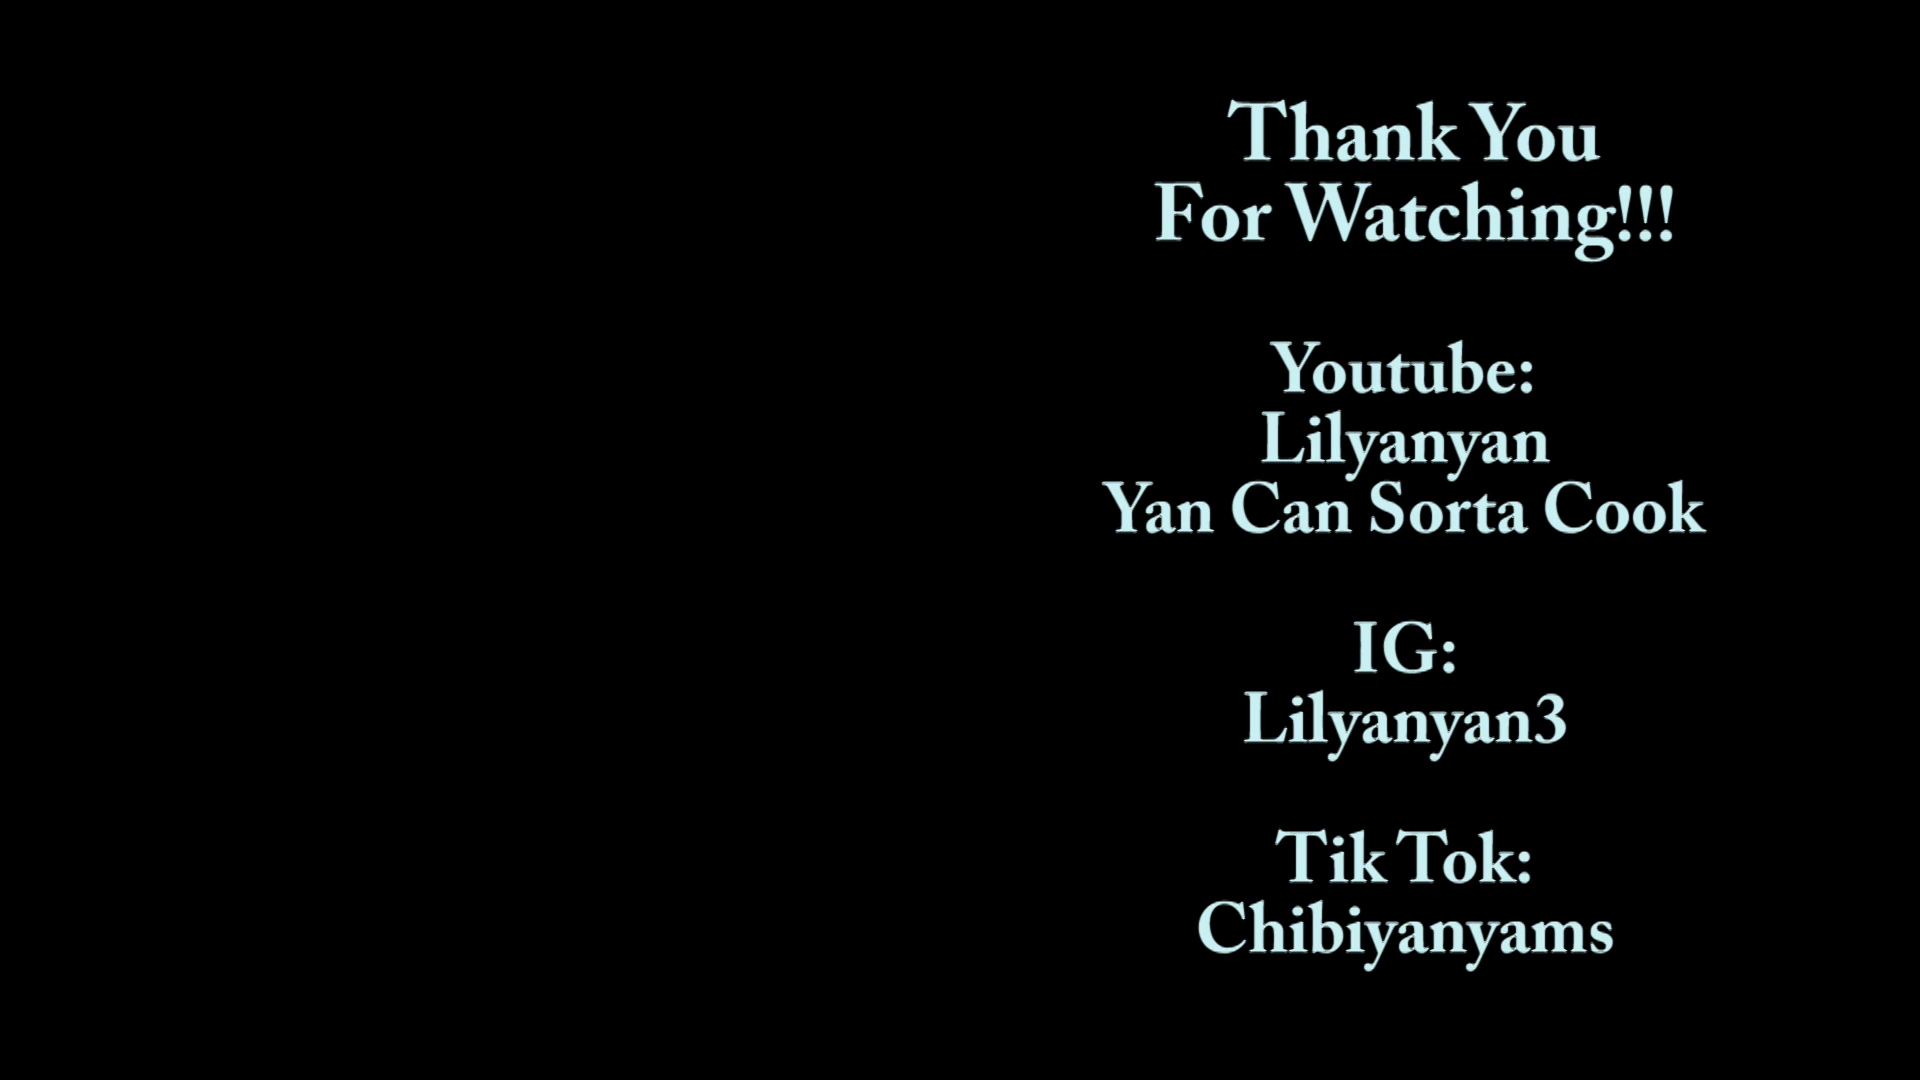 Thank You
For Watching!!!
Youtube:
Lilyanyan
Yan Can Sorta Cook
IG:
Lilyanyan3
Tik Tok:
Chibiyanyams